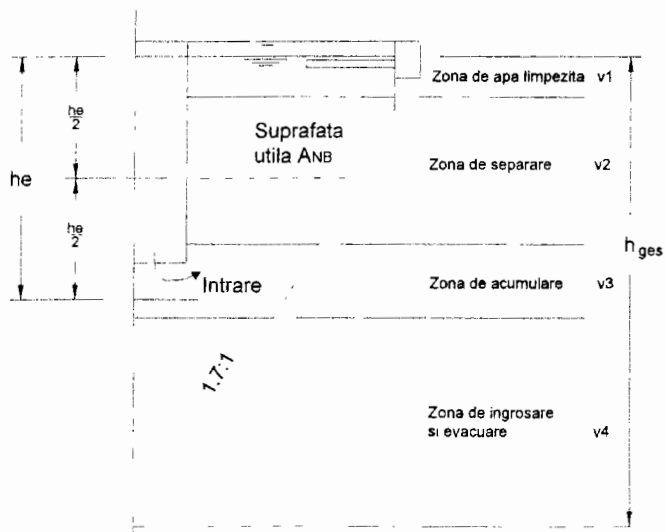 Zona de apa limpezita v1
he
2
Suprafata
utila ANB
Zona de separare v2
he
he
2
h ges
Intrare
Zona de acumulare v3
1.7:1
Zona de ingrosare
si evacuare v4